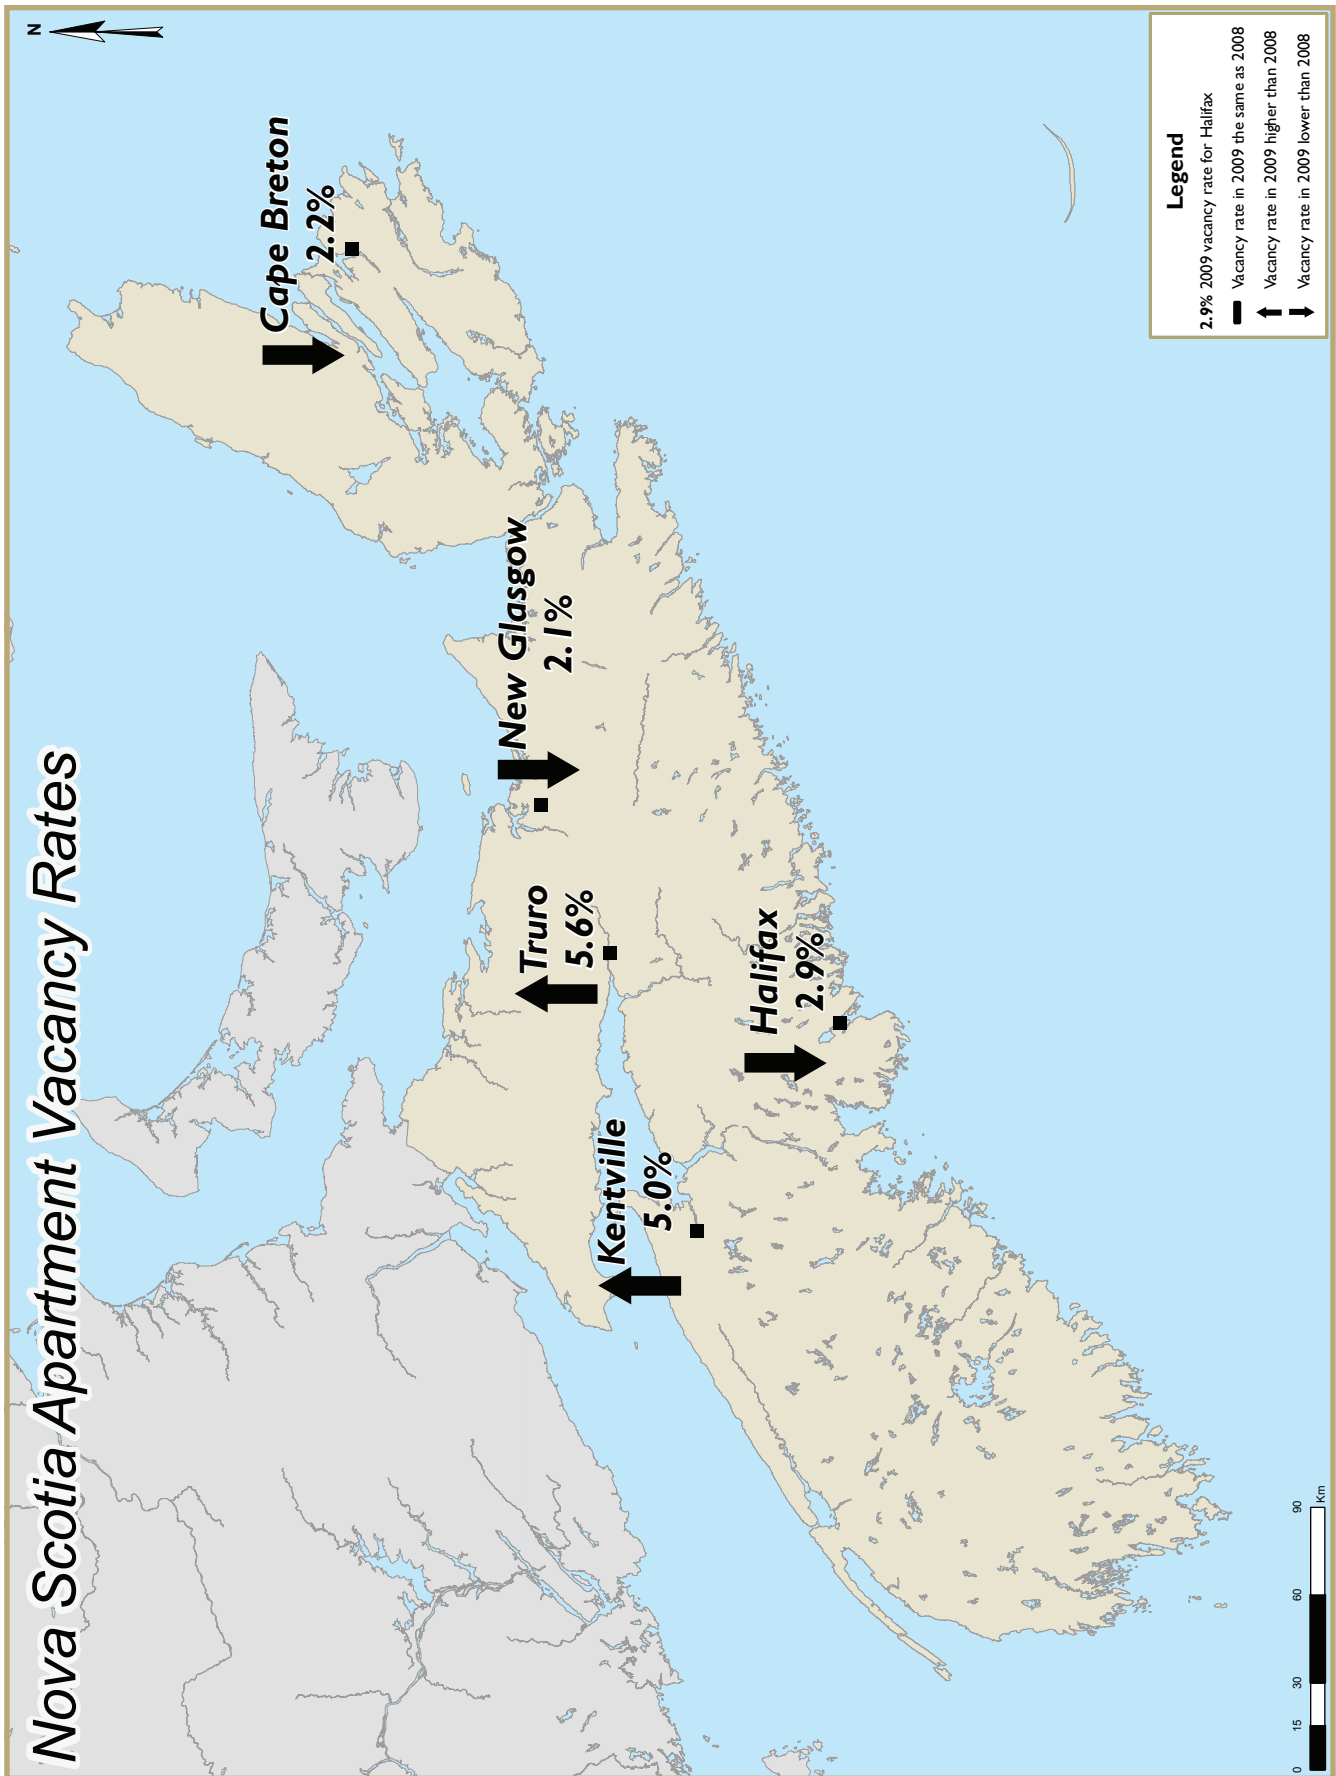 Nova Scotia Apartment Vacancy Rates
N
Cape Breton
2.2%
New Glasgow
2.1%
Truro
5.6%
Kentville
5.0%
Halifax
2.9%
Legend
2.9% 2009 vacancy rate for Halifax
Vacancy rate in 2009 the same as 2008
Vacancy rate in 2009 higher than 2008
Vacancy rate in 2009 lower than 2008
0 15 30 60 90
Km